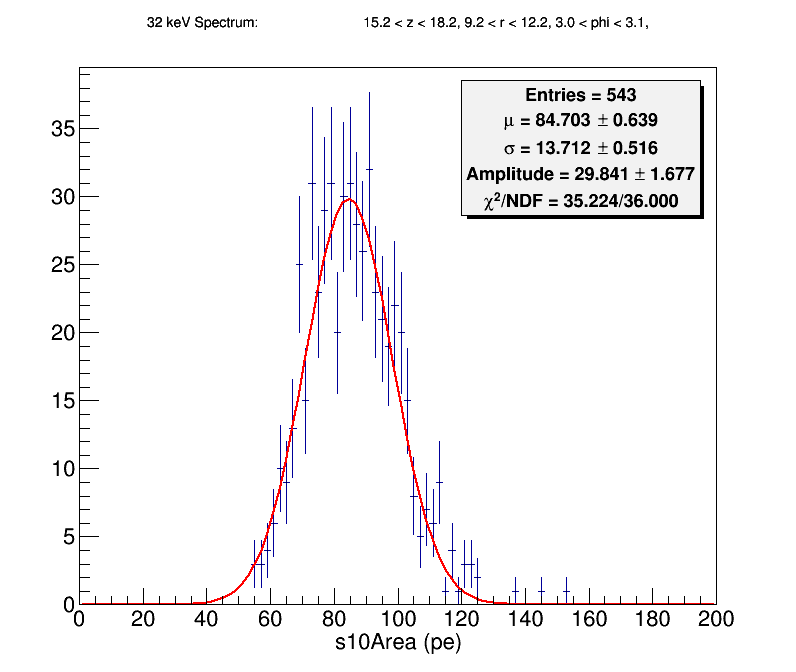 32 keV Spectrum: 15.2 < z < 18.2, 9.2 < r < 12.2, 3.0 < phi < 3.1,
Entries = 543
μ = 84.703 ± 0.639
σ = 13.712 ± 0.516
Amplitude = 29.841 ± 1.677
χ²/NDF = 35.224/36.000
35
30
25
20
15
10
5
0
0 20 40 60 80 100 120 140 160 180 200
s10Area (pe)